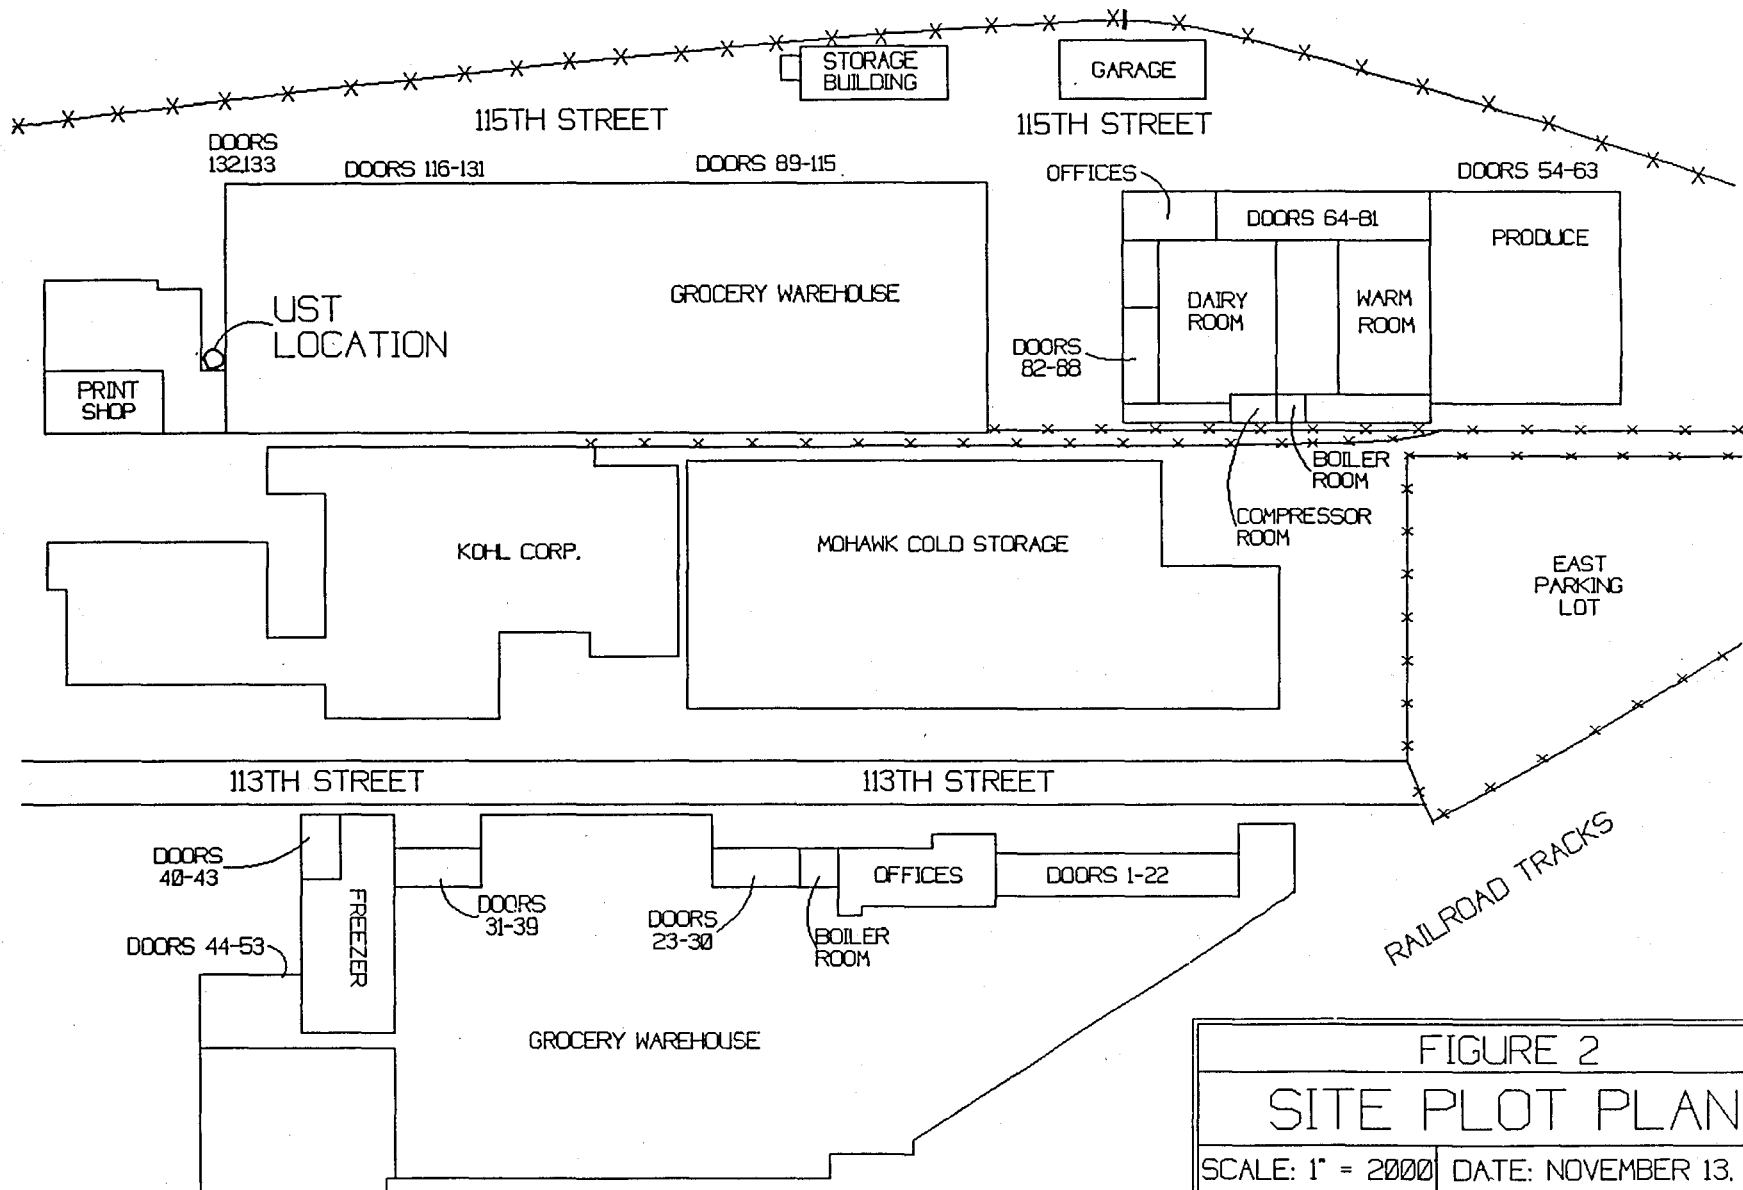 STORAGE
BUILDING
GARAGE
115TH STREET
115TH STREET
DOORS
132,133
DOORS 116-131
DOORS 89-115
OFFICES
DOORS 54-63
DOORS 64-81
PRODUCE
GROCERY WAREHOUSE
UST
LOCATION
DAIRY
ROOM
WARM
ROOM
DOORS
82-88
PRINT
SHOP
BOILER
ROOM
COMPRESSOR
ROOM
KOHL CORP.
MOHAWK COLD STORAGE
EAST
PARKING
LOT
113TH STREET
113TH STREET
DOORS
40-43
FREEZER
DOORS
31-39
DOORS
23-30
BOILER
ROOM
OFFICES
DOORS 1-22
DOORS 44-53
RAILROAD TRACKS
GROCERY WAREHOUSE
FIGURE 2
SITE PLOT PLAN
SCALE: 1" = 2000
DATE: NOVEMBER 13,